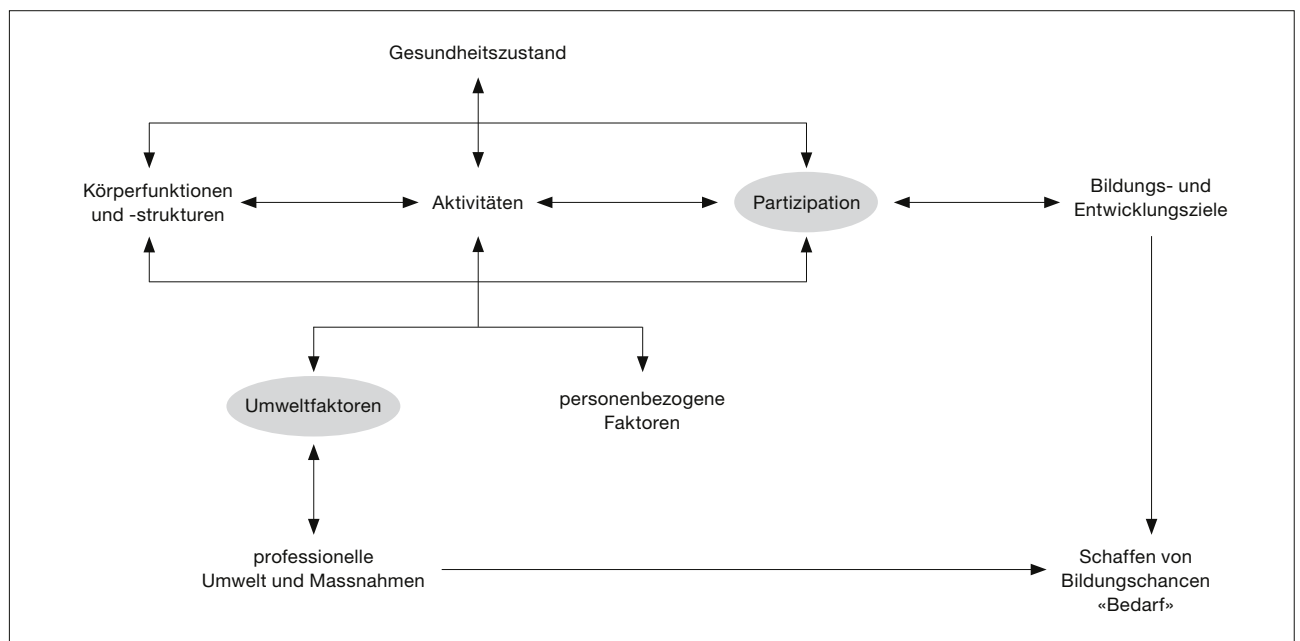 Gesundheitszustand
Körperfunktionen
und -strukturen
Aktivitäten
Partizipation
Bildungs- und
Entwicklungsziele
Umweltfaktoren
personenbezogene
Faktoren
professionelle
Umwelt und Massnahmen
Schaffen von
Bildungschancen
«Bedarf»